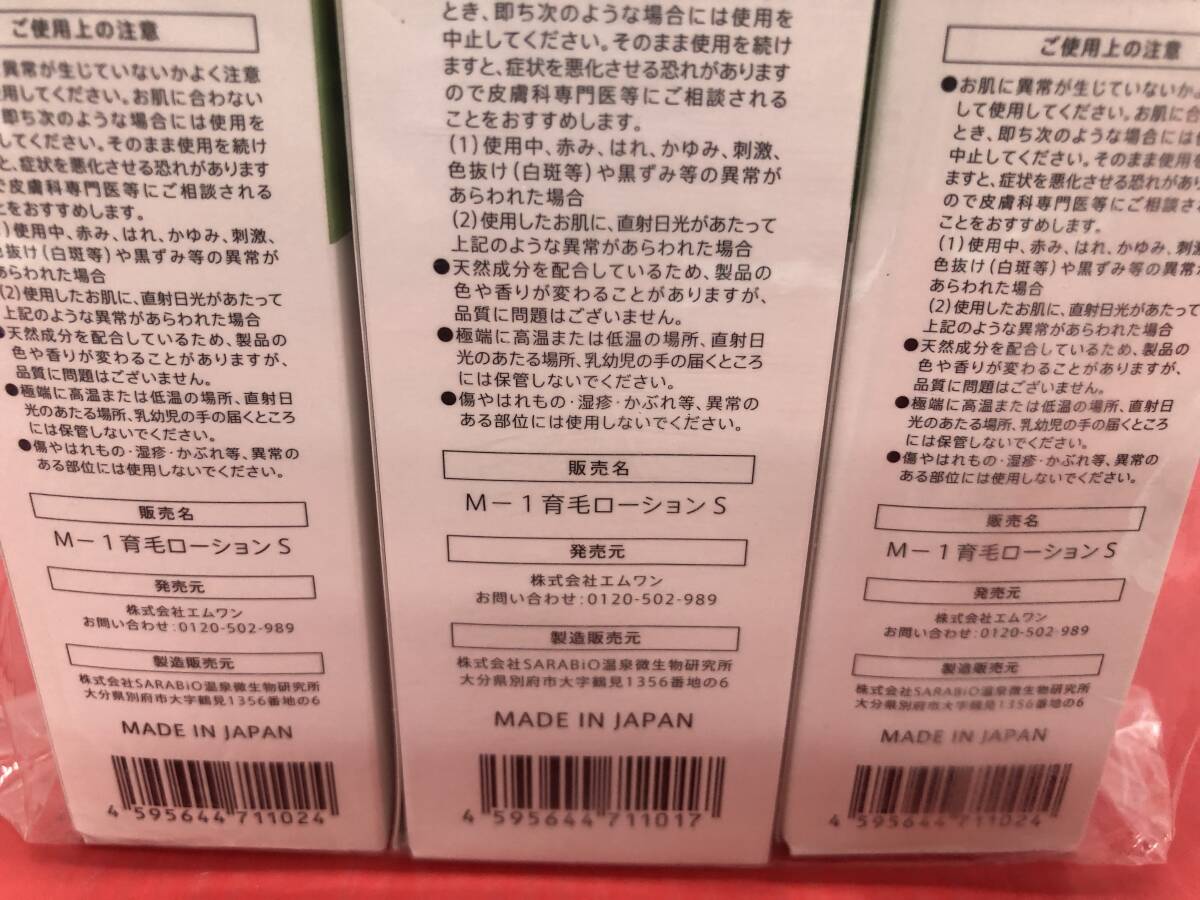 ご使用上の注意
異常が生じていないかよく注意
用してください。お肌に合わない
即ち次のような場合には使用を
してください。そのまま使用を続け
と、症状を悪化させる恐れがあります
で皮膚科専門医等にご相談される
とをおすすめします。
)使用中、赤み、はれ、かゆみ、刺激、
色抜け(白斑等)や黒ずみ等の異常が
あらわれた場合
(2)使用したお肌に、直射日光があたって
上記のような異常があらわれた場合
●天然成分を配合しているため、製品の
色や香りが変わることがありますが、
品質に問題はございません。
●極端に高温または低温の場所、直射日
光のあたる場所、乳幼児の手の届くところ
には保管しないでください。
●傷やはれもの・湿疹・かぶれ等、異常の
ある部位には使用しないでください。
販売名
M－1育毛ローションS
発売元
株式会社エムワン
お問い合わせ:0120-502-989
製造販売元
株式会社SARABiO温泉微生物研究所
大分県別府市大字鶴見1356番地の6
MADE IN JAPAN
4 595644 711024
とき、即ち次のような場合には使用を
中止してください。そのまま使用を続け
ますと、症状を悪化させる恐れがあります
ので皮膚科専門医等にご相談される
ことをおすすめします。
(1)使用中、赤み、はれ、かゆみ、刺激、
色抜け(白斑等)や黒ずみ等の異常が
あらわれた場合
(2)使用したお肌に、直射日光があたって
上記のような異常があらわれた場合
●天然成分を配合しているため、製品の
色や香りが変わることがありますが、
品質に問題はございません。
●極端に高温または低温の場所、直射日
光のあたる場所、乳幼児の手の届くところ
には保管しないでください。
●傷やはれもの・湿疹・かぶれ等、異常の
ある部位には使用しないでください。
販売名
M－1育毛ローションS
発売元
株式会社エムワン
お問い合わせ:0120-502-989
製造販売元
株式会社SARABiO温泉微生物研究所
大分県別府市大字鶴見1356番地の6
MADE IN JAPAN
4 595644 711017
ご使用上の注意
●お肌に異常が生じていないかよ
して使用してください。お肌に合
とき、即ち次のような場合には
中止してください。そのまま使用
ますと、症状を悪化させる恐れがあ
ので皮膚科専門医等にご相談され
ことをおすすめします。
(1)使用中、赤み、はれ、かゆみ、刺
色抜け(白斑等)や黒ずみ等の異常
あらわれた場合
(2)使用したお肌に、直射日光があたって
上記のような異常があらわれた場合
●天然成分を配合しているため、製品の
色や香りが変わることがありますが、
品質に問題はございません。
●極端に高温または低温の場所、直射日
光のあたる場所、乳幼児の手の届くところ
には保管しないでください。
●傷やはれもの・湿疹・かぶれ等、異常の
ある部位には使用しないでください。
販売名
M－1育毛ローションS
発売元
株式会社エムワン
お問い合わせ:0120-502-989
製造販売元
株式会社SARABiO温泉微生物研究所
大分県別府市大字鶴見1356番地の6
MADE IN JAPAN
4 595644 711024